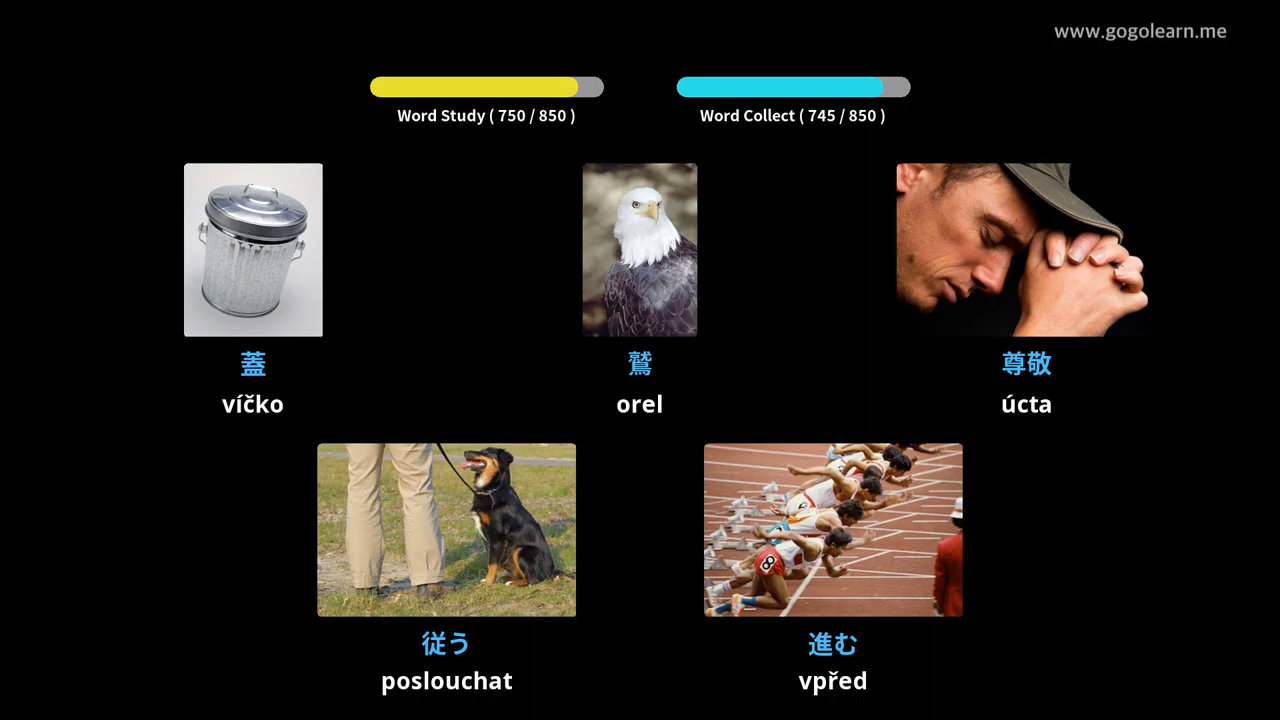 www.gogolearn.me
Word Study ( 750 / 850 )
Word Collect ( 745 / 850 )
蓋
víčko
鷲
orel
尊敬
úcta
従う
poslouchat
進む
vpřed